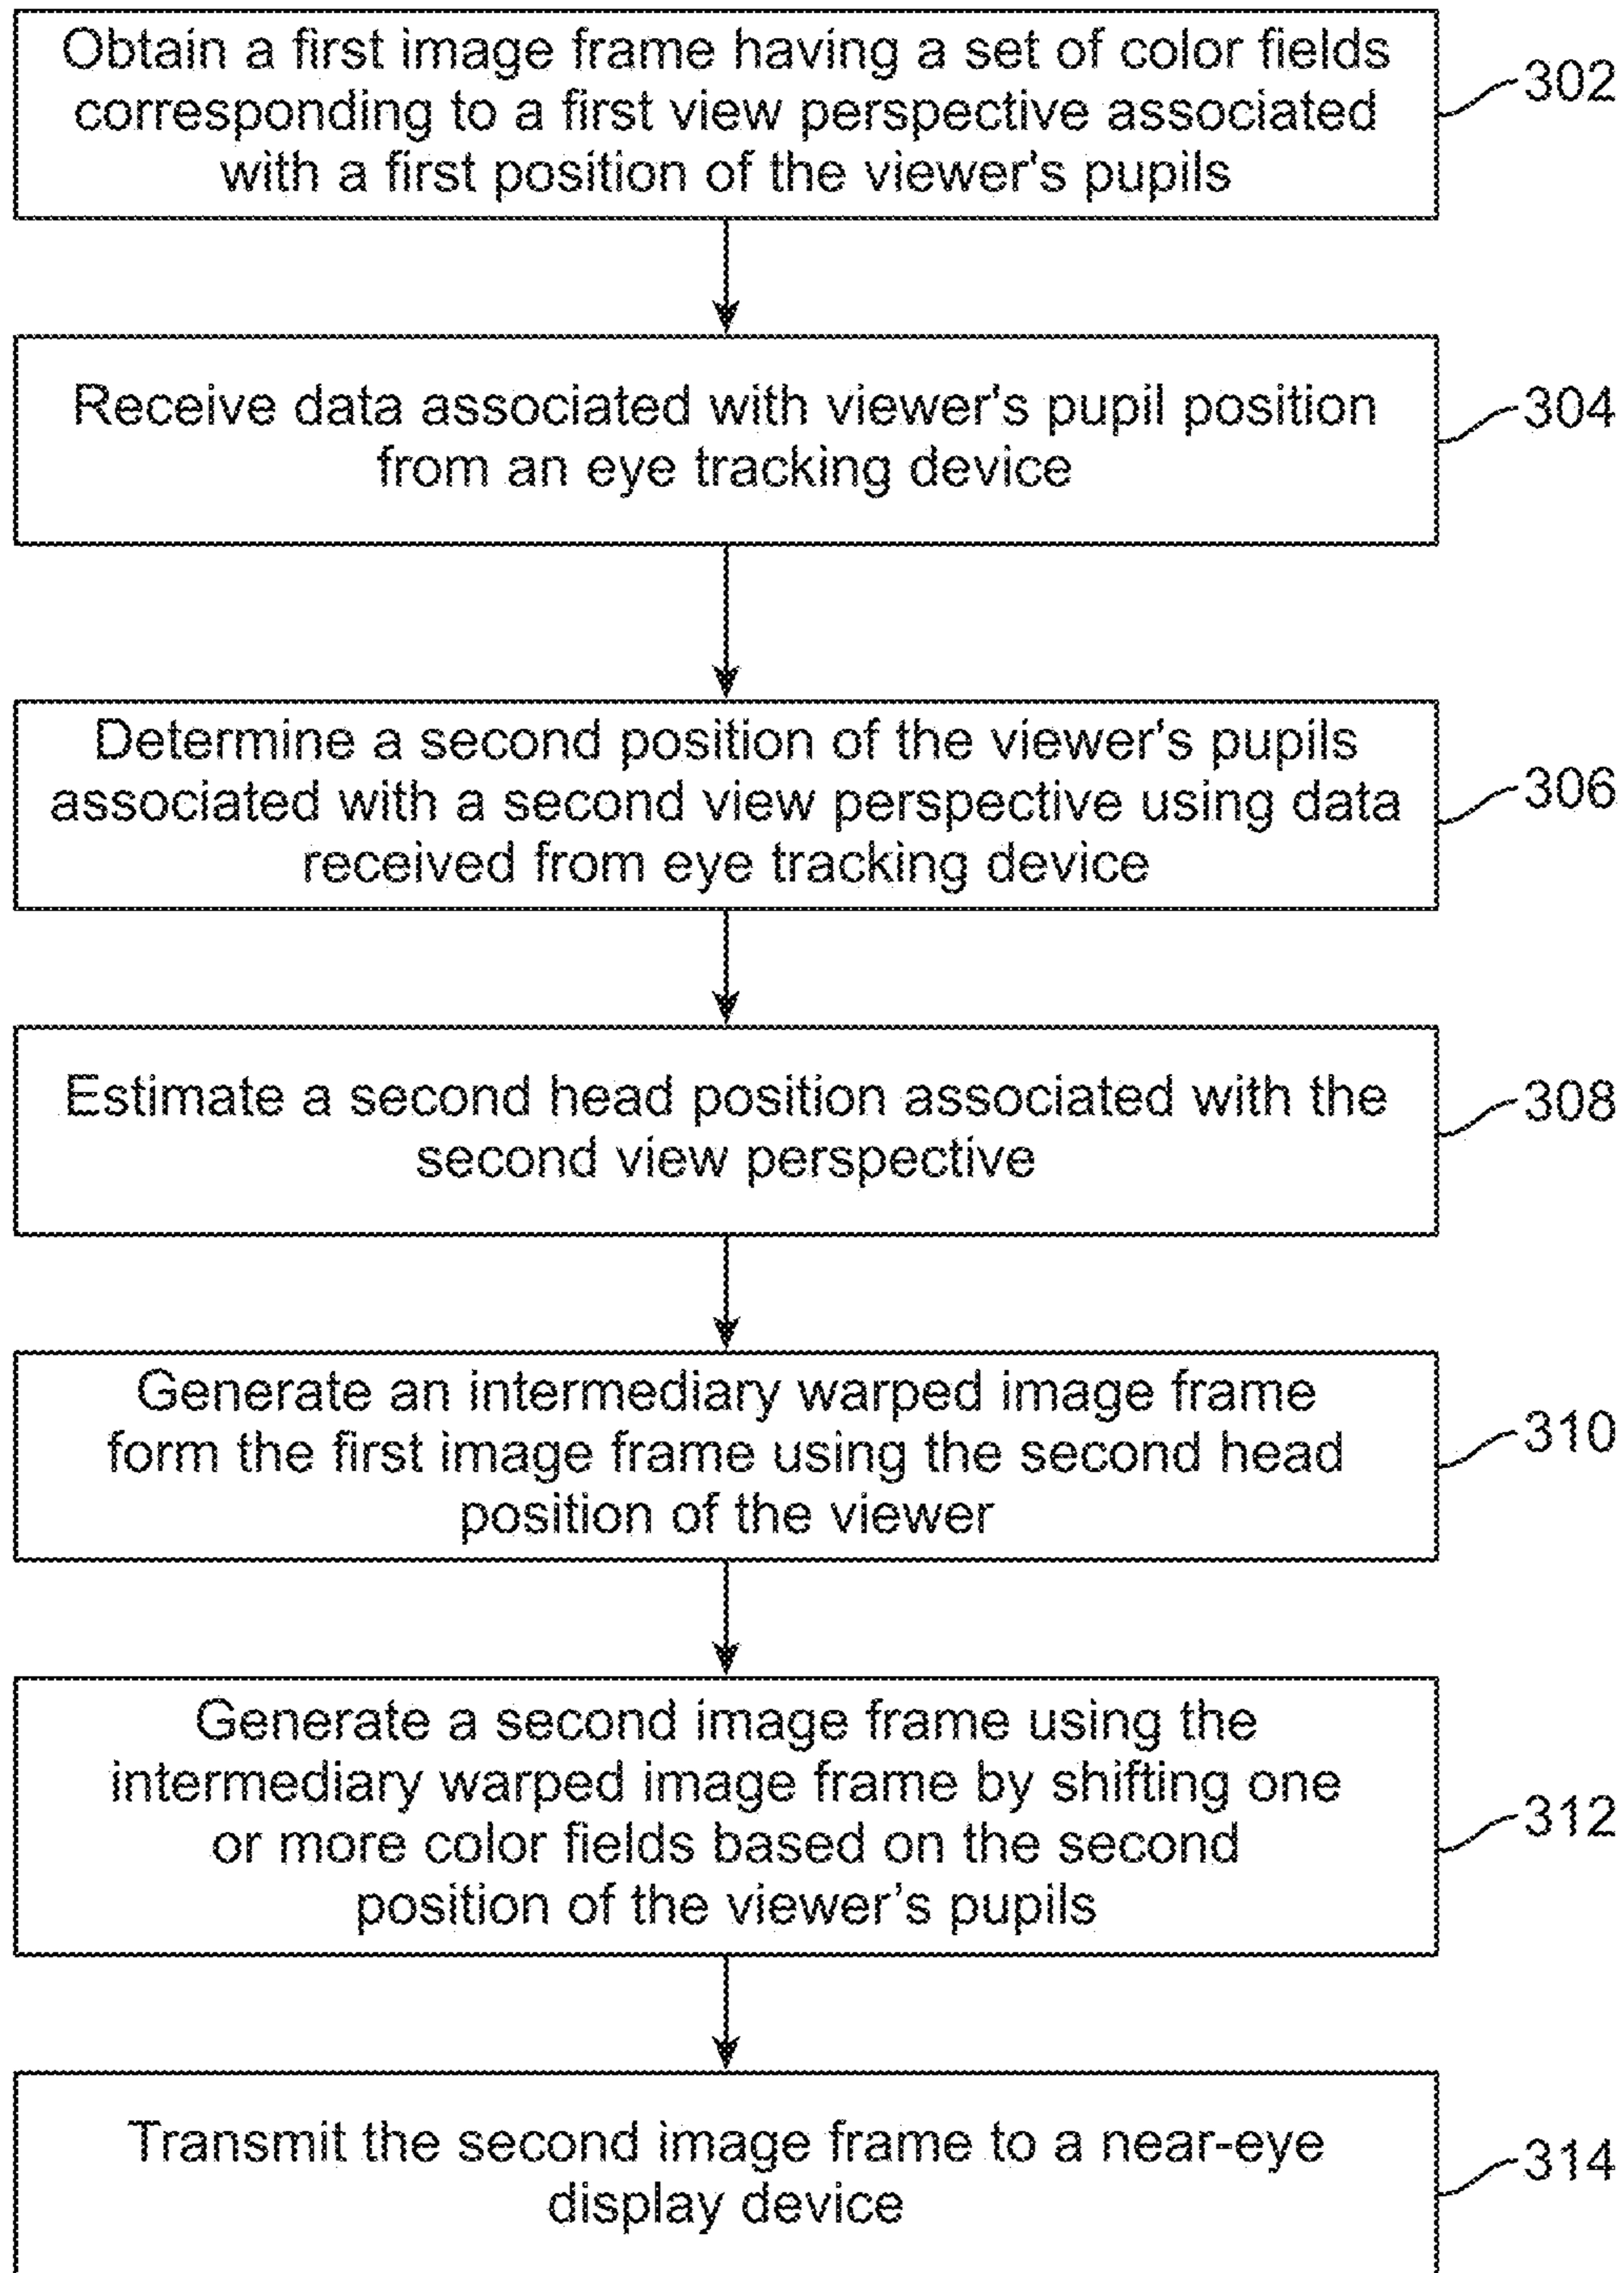 Obtain a first image frame having a set of color fields
corresponding to a first view perspective associated
with a first position of the viewer's pupils
302
Receive data associated with viewer's pupil position
from an eye tracking device
304
Determine a second position of the viewer's pupils
associated with a second view perspective using data
received from eye tracking device
306
Estimate a second head position associated with the
second view perspective
308
Generate an intermediary warped image frame
form the first image frame using the second head
position of the viewer
310
Generate a second image frame using the
intermediary warped image frame by shifting one
or more color fields based on the second
position of the viewer’s pupils
312
Transmit the second image frame to a near-eye
display device
314